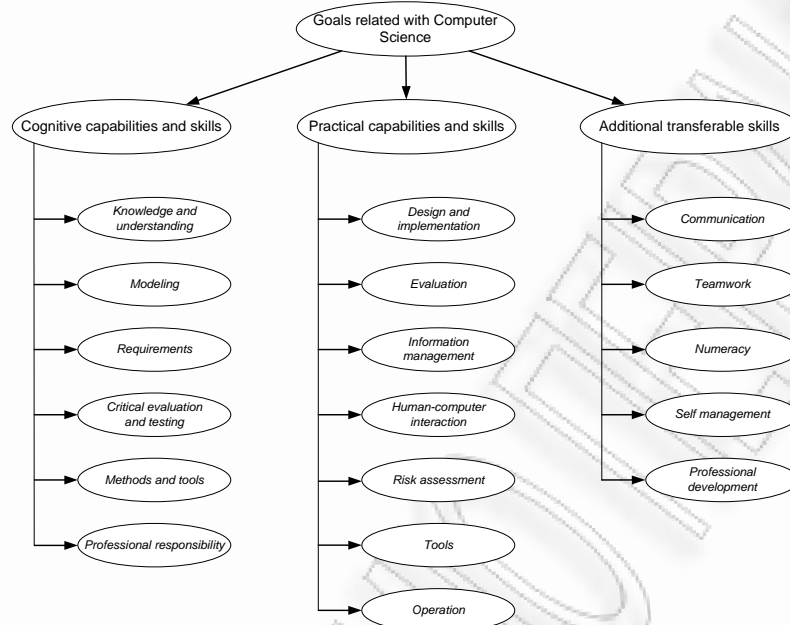 Goals related with Computer
Science
Cognitive capabilities and skills
Practical capabilities and skills
Additional transferable skills
Knowledge and
understanding
Modeling
Requirements
Critical evaluation
and testing
Methods and tools
Professional responsibility
Design and
implementation
Evaluation
Information
management
Human-computer
interaction
Risk assessment
Tools
Operation
Communication
Teamwork
Numeracy
Self management
Professional
development